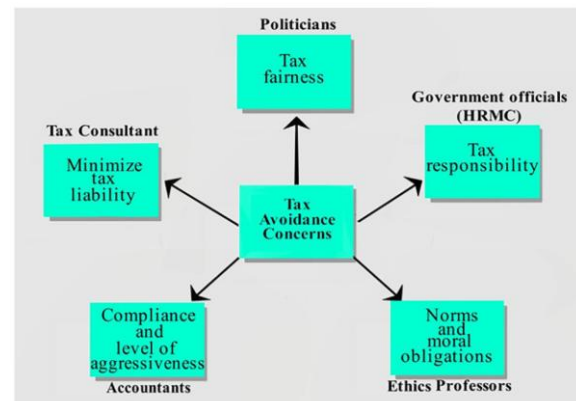 Politicians
Tax
fairness
Government officials
(HRMC)
Tax
responsibility
Tax Consultant
Minimize
tax
liability
Tax
Avoidance
Concerns
Compliance
and
level of
aggressiveness
Accountants
Norms
and
moral
obligations
Ethics Professors